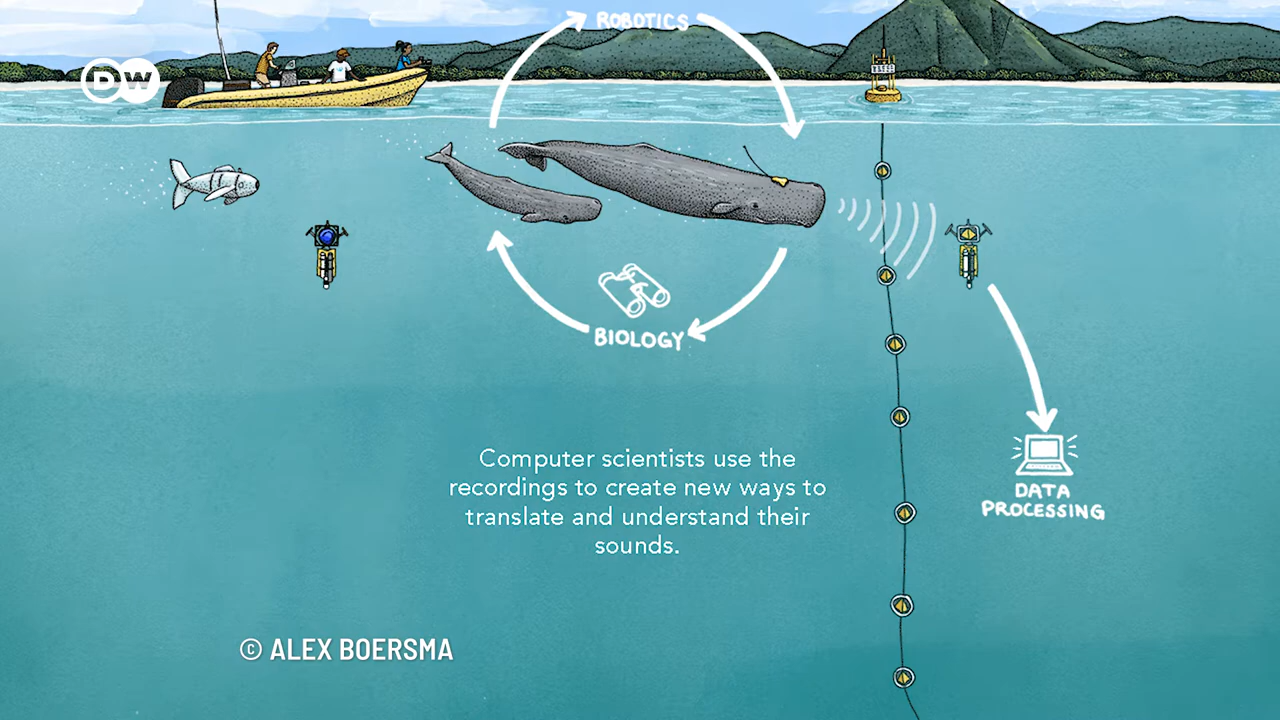 ROBOTICS
DW
BIOLOGY
Computer scientists use the
recordings to create new ways to
translate and understand their
sounds.
DATA
PROCESSING
© ALEX BOERSMA